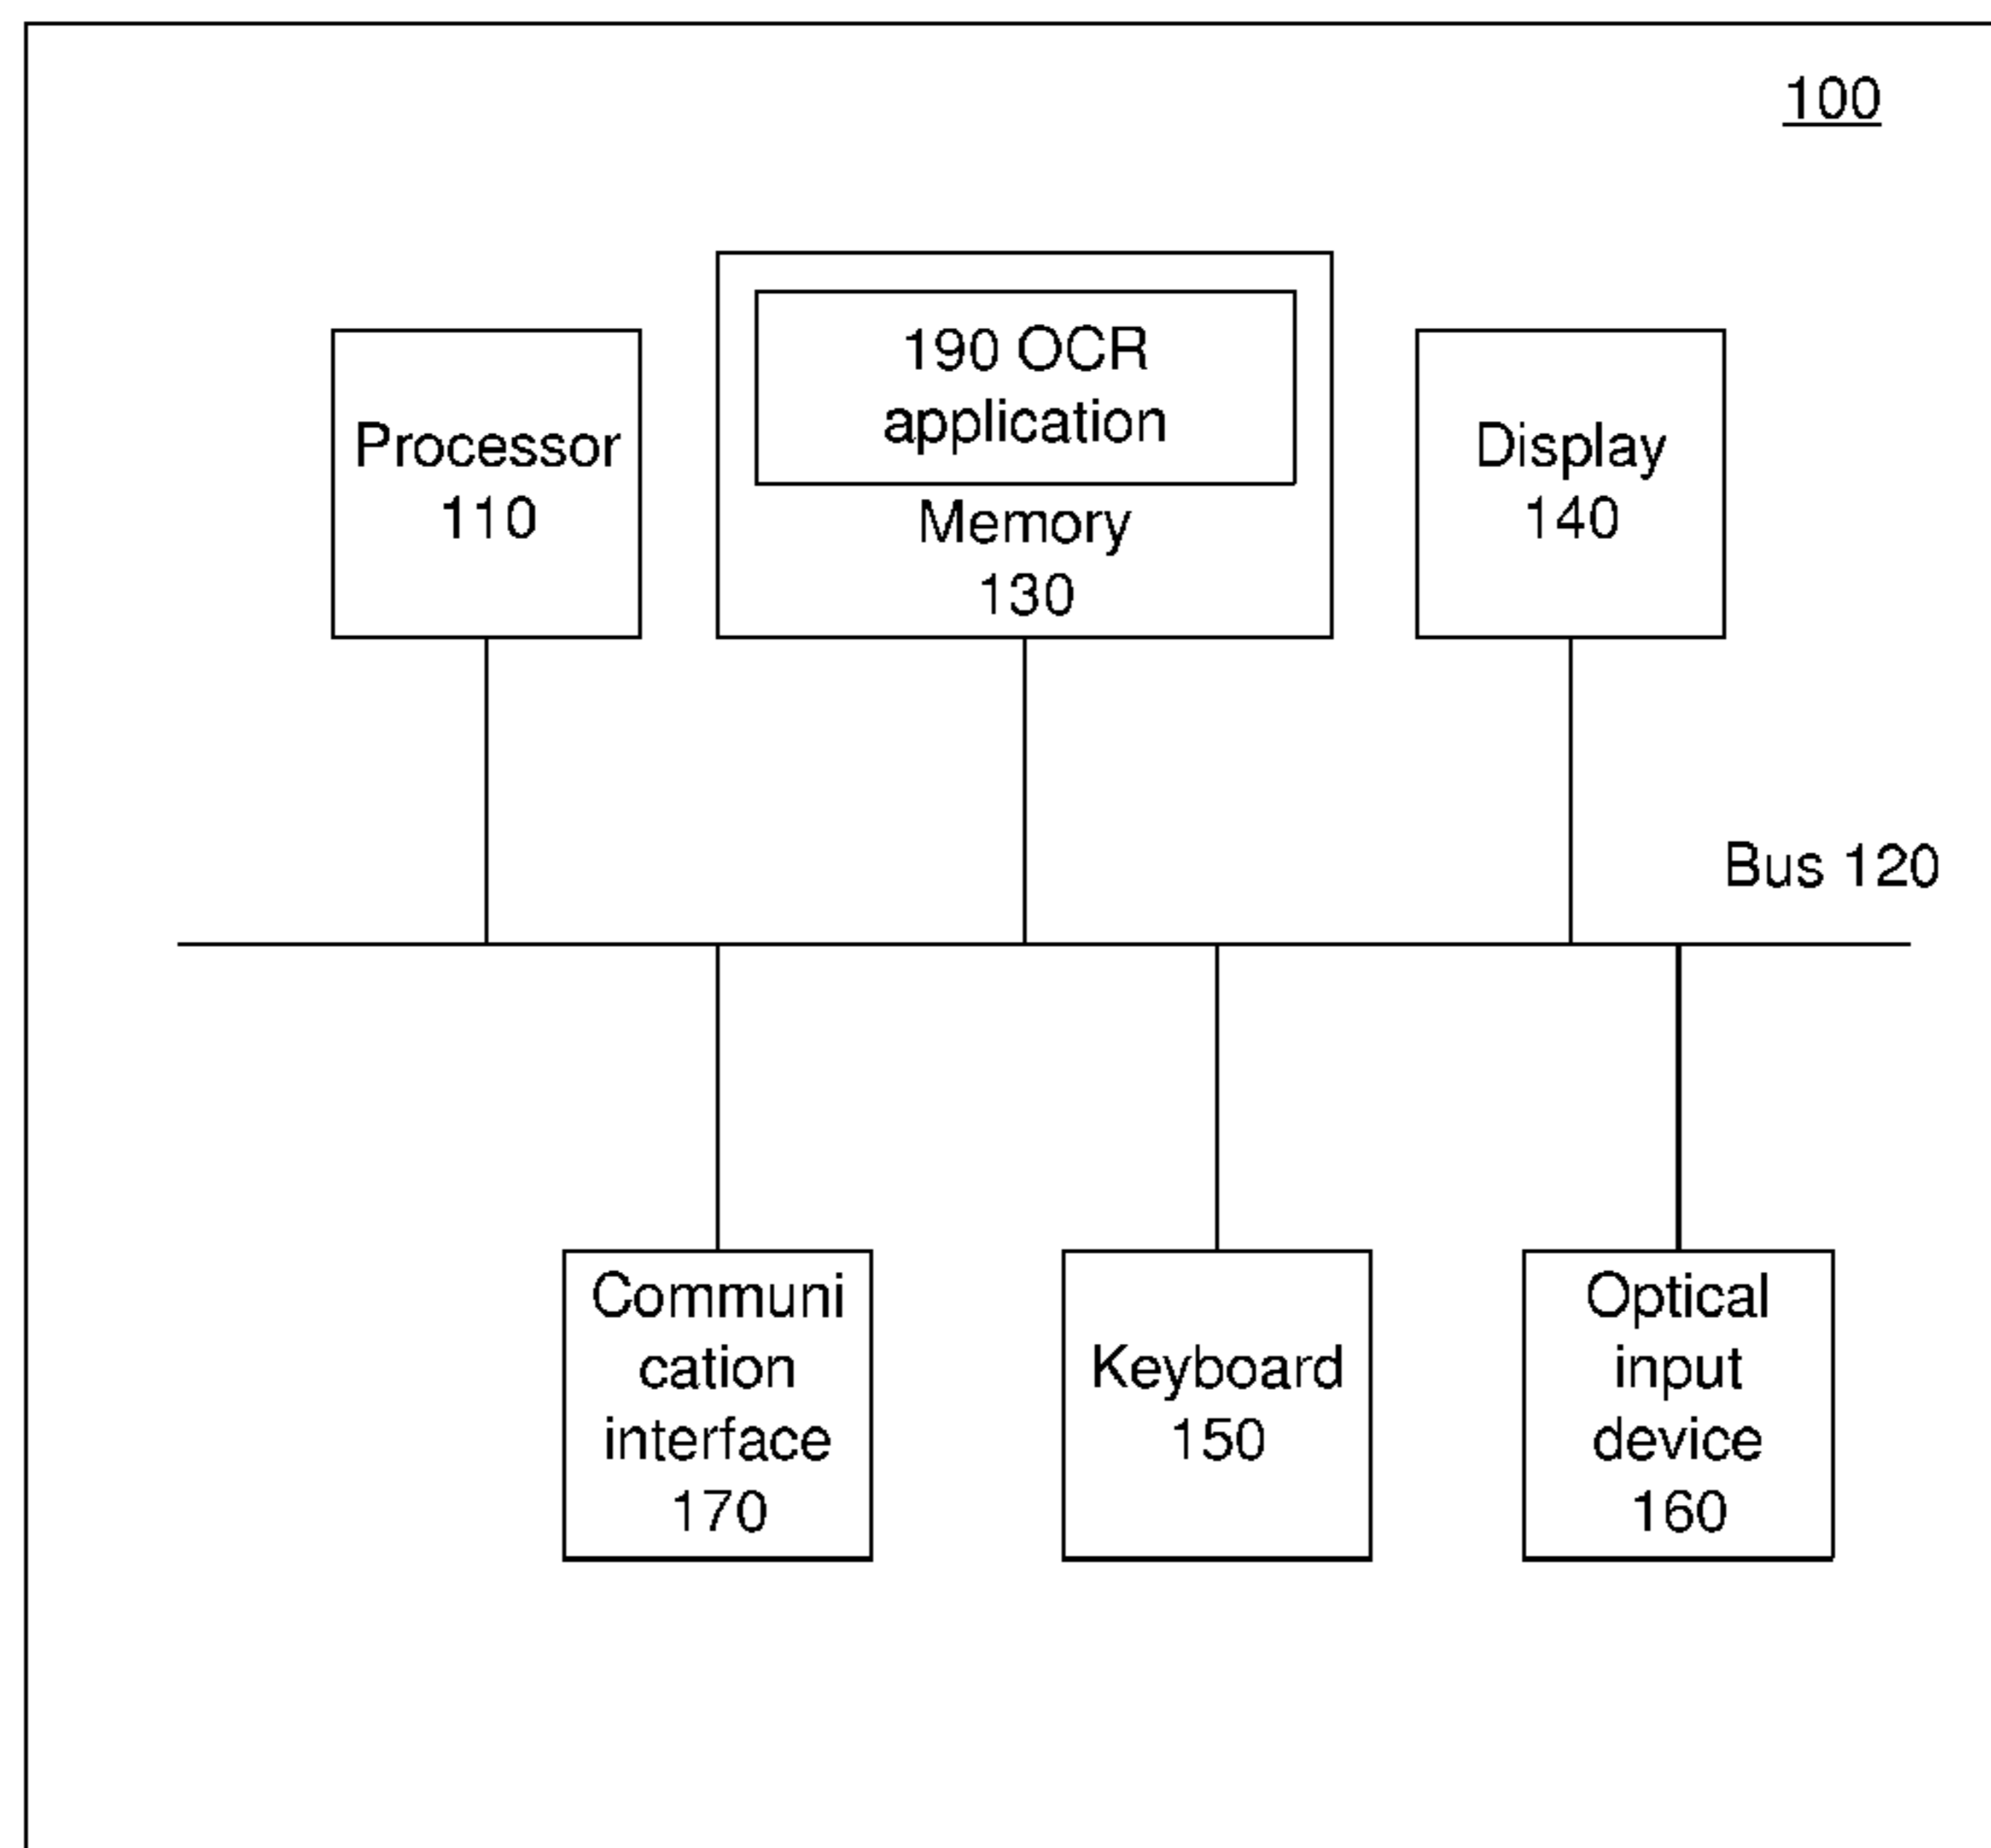 100
190 OCR
application
Memory
130
Processor
110
Display
140
Bus 120
Communi
cation
interface
170
Keyboard
150
Optical
input
device
160